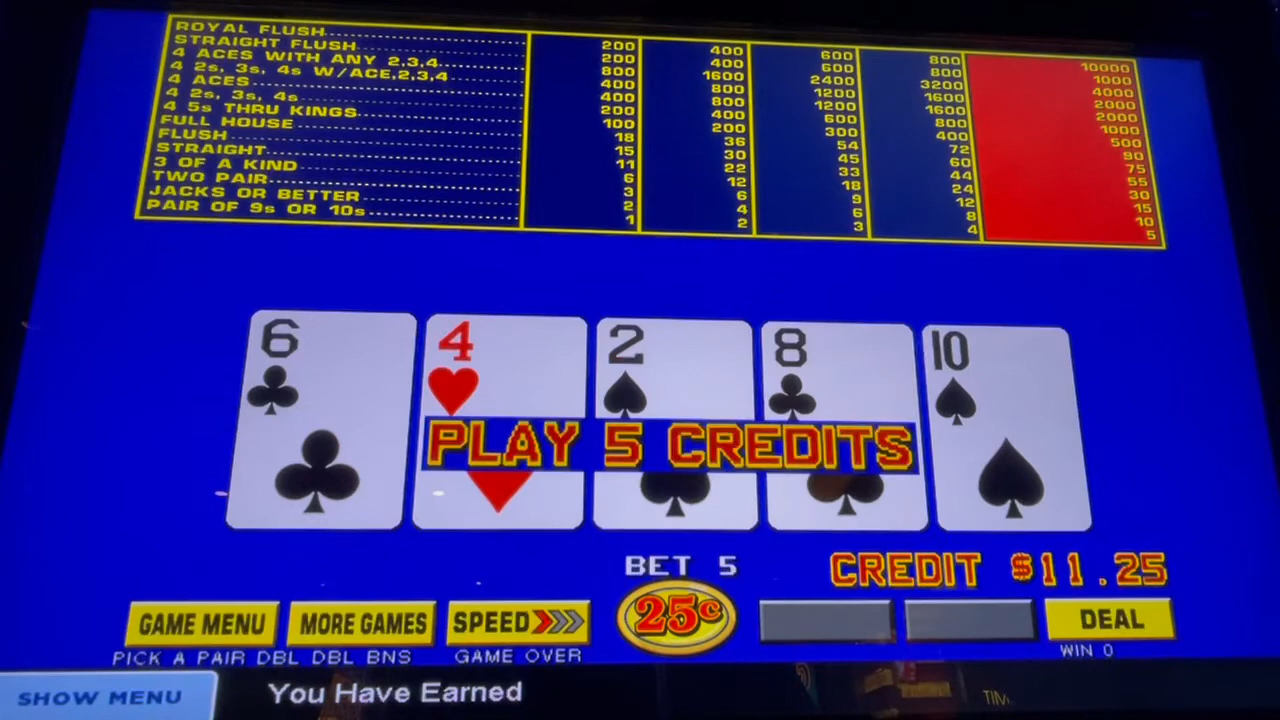 ROYAL FLUSH 200 400 600 800 10000
STRAIGHT FLUSH 200 400 600 800 1000
4 ACES WITH ANY 2,3,4 800 1600 2400 3200 4000
4 2s, 3s, 4s W/ACE,2,3,4 400 800 1200 1600 2000
4 ACES 400 800 1200 1600 2000
4 2s, 3s, 4s 200 400 600 800 1000
4 5s THRU KINGS 100 200 300 400 500
FULL HOUSE 18 36 54 72 90
FLUSH 15 30 45 60 75
STRAIGHT 11 22 33 44 55
3 OF A KIND 6 12 18 24 30
TWO PAIR 3 6 9 12 15
JACKS OR BETTER 2 4 6 8 10
PAIR OF 9s OR 10s 1 2 3 4 5
6 4 2 8 10
PLAY 5 CREDITS
BET 5 CREDIT $11.25
GAME MENU MORE GAMES SPEED 25¢ DEAL
PICK A PAIR DBL DBL BNS GAME OVER WIN 0
SHOW MENU You Have Earned